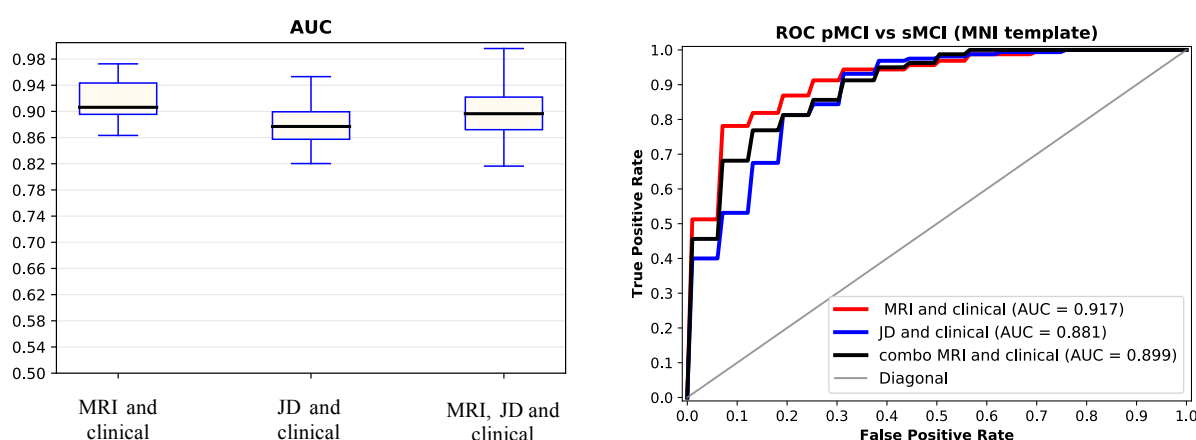 AUC
0.98
0.94
0.90
0.86
0.82
0.78
0.74
0.70
0.66
0.62
0.58
0.54
0.50
MRI and
clinical
JD and
clinical
MRI, JD and
clinical
ROC pMCI vs sMCI (MNI template)
True Positive Rate
1.0
0.9
0.8
0.7
0.6
0.5
0.4
0.3
0.2
0.1
0.0
MRI and clinical (AUC = 0.917)
JD and clinical (AUC = 0.881)
combo MRI and clinical (AUC = 0.899)
Diagonal
0.0 0.1 0.2 0.3 0.4 0.5 0.6 0.7 0.8 0.9 1.0
False Positive Rate